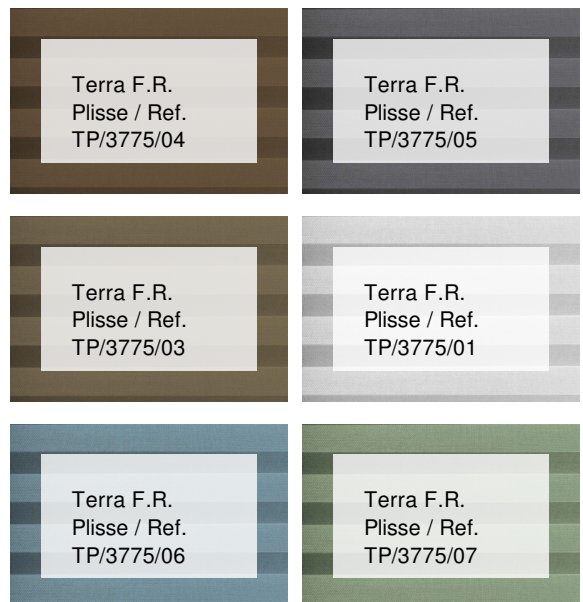 Terra F.R.
Plisse / Ref.
TP/3775/04
Terra F.R.
Plisse / Ref.
TP/3775/05
Terra F.R.
Plisse / Ref.
TP/3775/03
Terra F.R.
Plisse / Ref.
TP/3775/01
Terra F.R.
Plisse / Ref.
TP/3775/06
Terra F.R.
Plisse / Ref.
TP/3775/07